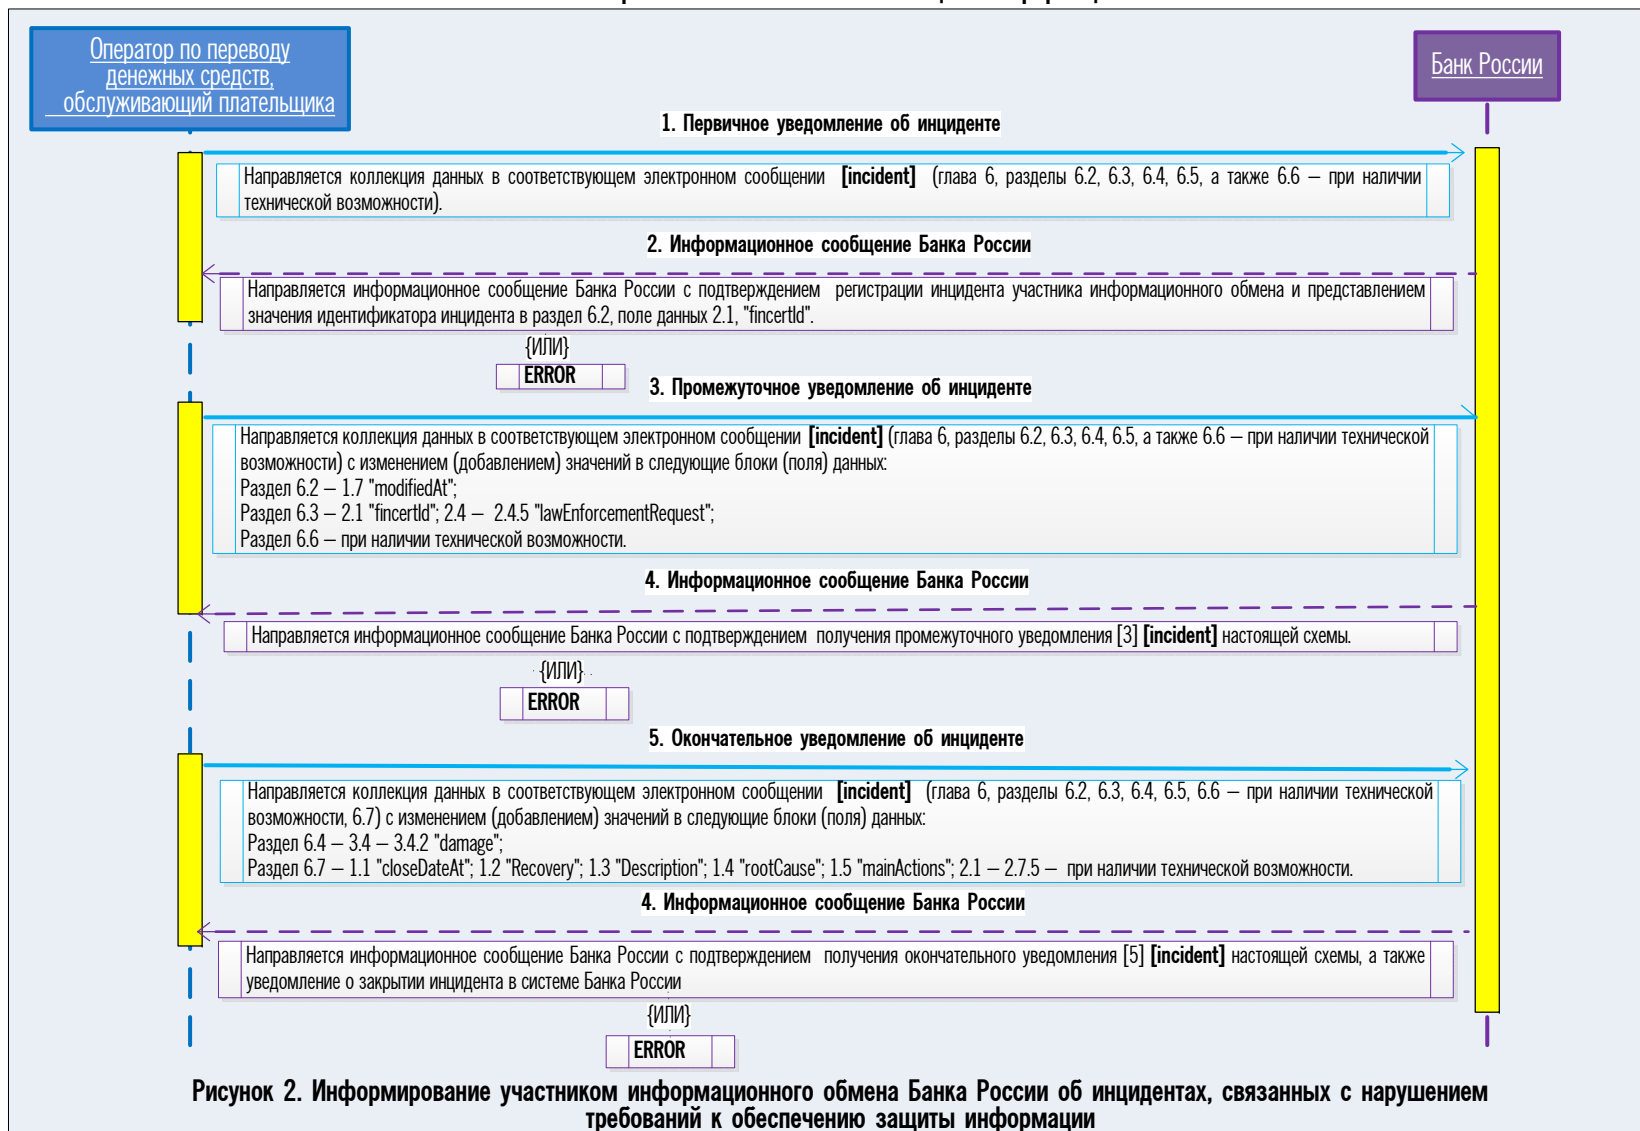 Оператор по переводу
денежных средств,
обслуживающий плательщика
Банк России
1. Первичное уведомление об инциденте
Направляется коллекция данных в соответствующем электронном сообщении [incident] (глава 6, разделы 6.2, 6.3, 6.4, 6.5, а также 6.6 – при наличии
технической возможности).
2. Информационное сообщение Банка России
Направляется информационное сообщение Банка России с подтверждением регистрации инцидента участника информационного обмена и представлением
значения идентификатора инцидента в раздел 6.2, поле данных 2.1, "fincertId".
{ИЛИ}
ERROR
3. Промежуточное уведомление об инциденте
Направляется коллекция данных в соответствующем электронном сообщении [incident] (глава 6, разделы 6.2, 6.3, 6.4, 6.5, а также 6.6 – при наличии технической
возможности) с изменением (добавлением) значений в следующие блоки (поля) данных:
Раздел 6.2 – 1.7 "modifiedAt";
Раздел 6.3 – 2.1 "fincertId"; 2.4 – 2.4.5 "lawEnforcementRequest";
Раздел 6.6 – при наличии технической возможности.
4. Информационное сообщение Банка России
Направляется информационное сообщение Банка России с подтверждением получения промежуточного уведомления [3] [incident] настоящей схемы.
{ИЛИ}
ERROR
5. Окончательное уведомление об инциденте
Направляется коллекция данных в соответствующем электронном сообщении [incident] (глава 6, разделы 6.2, 6.3, 6.4, 6.5, 6.6 – при наличии технической
возможности, 6.7) с изменением (добавлением) значений в следующие блоки (поля) данных:
Раздел 6.4 – 3.4 – 3.4.2 "damage";
Раздел 6.7 – 1.1 "closeDateAt"; 1.2 "Recovery"; 1.3 "Description"; 1.4 "rootCause"; 1.5 "mainActions"; 2.1 – 2.7.5 – при наличии технической возможности.
4. Информационное сообщение Банка России
Направляется информационное сообщение Банка России с подтверждением получения окончательного уведомления [5] [incident] настоящей схемы, а также
уведомление о закрытии инцидента в системе Банка России
{ИЛИ}
ERROR
Рисунок 2. Информирование участником информационного обмена Банка России об инцидентах, связанных с нарушением
требований к обеспечению защиты информации